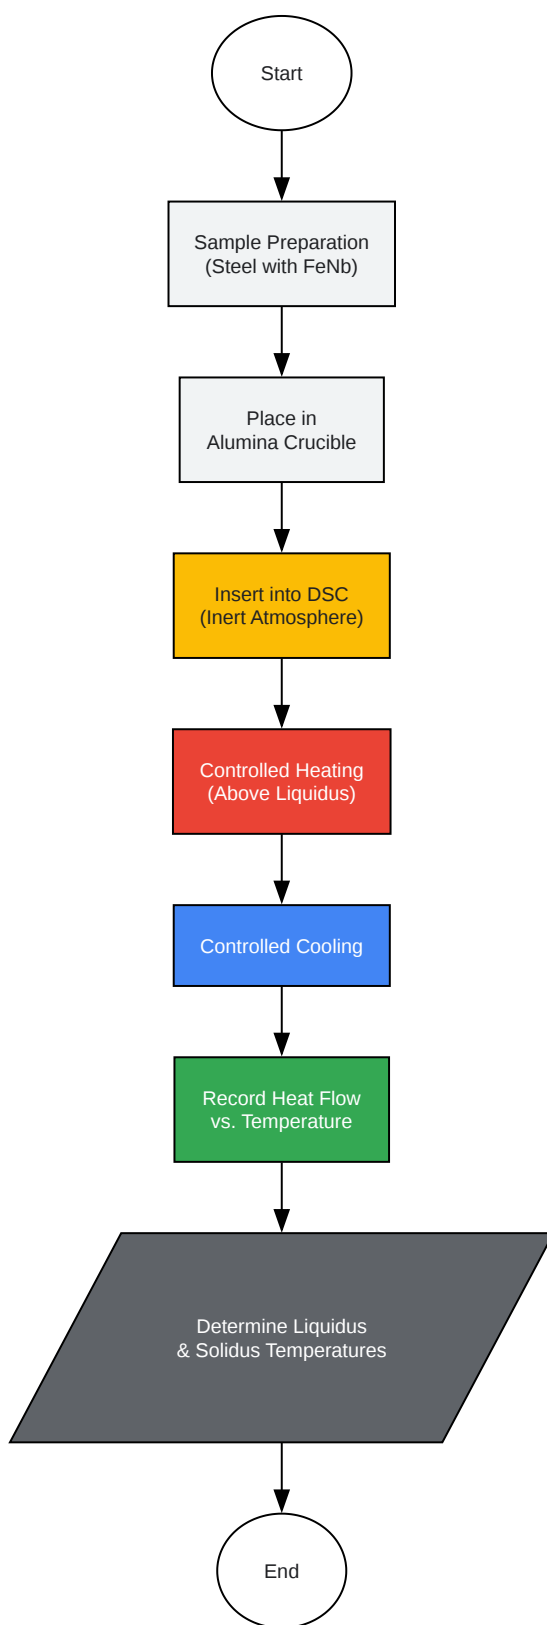 Start
Sample Preparation
(Steel with FeNb)
Place in
Alumina Crucible
Insert into DSC
(Inert Atmosphere)
Controlled Heating
(Above Liquidus)
Controlled Cooling
Record Heat Flow
vs. Temperature
Determine Liquidus
& Solidus Temperatures
End